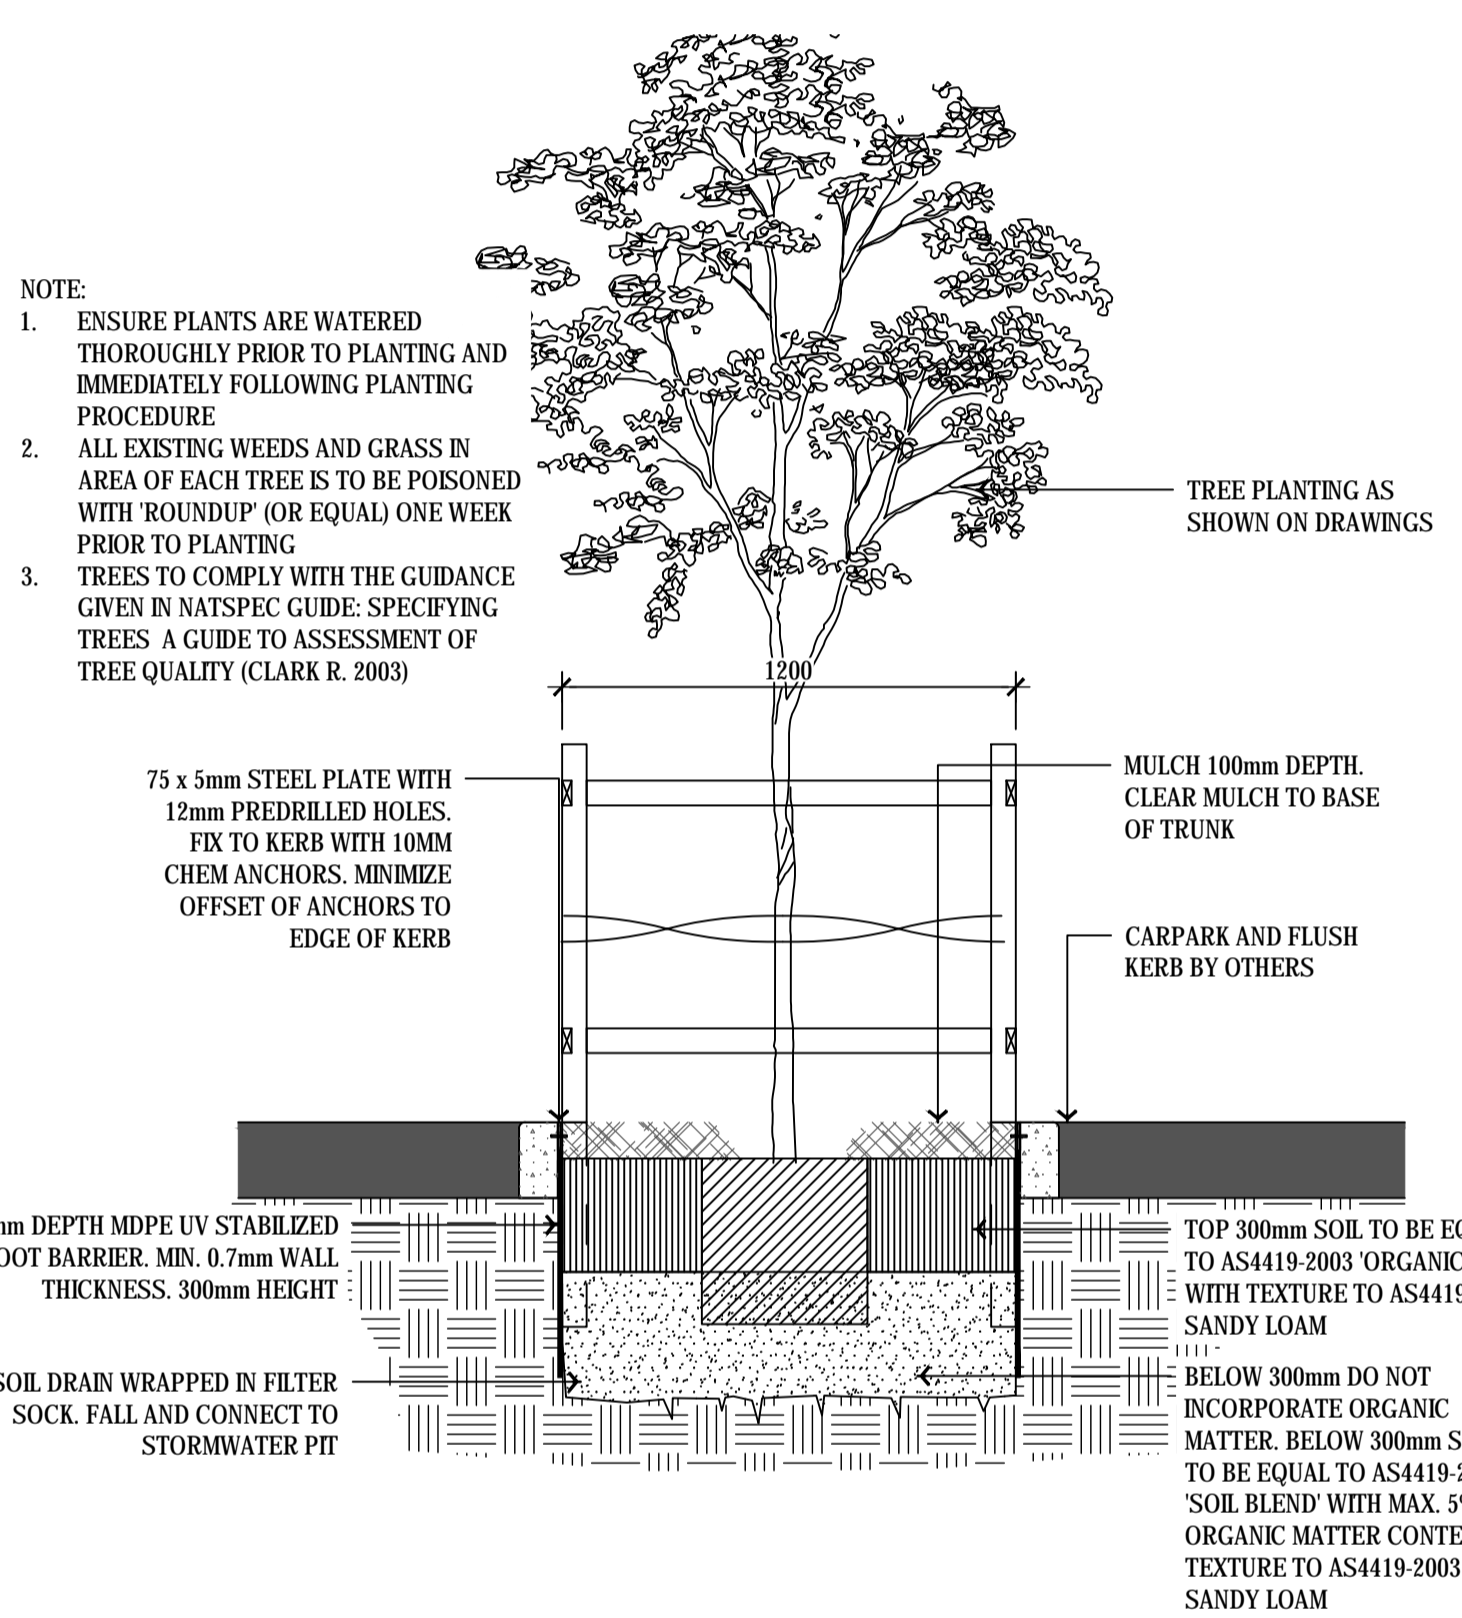 NOTE:
1. ENSURE PLANTS ARE WATERED
THOROUGHLY PRIOR TO PLANTING AND
IMMEDIATELY FOLLOWING PLANTING
PROCEDURE
2. ALL EXISTING WEEDS AND GRASS IN
AREA OF EACH TREE IS TO BE POISONED
WITH 'ROUNDUP' (OR EQUAL) ONE WEEK
PRIOR TO PLANTING
3. TREES TO COMPLY WITH THE GUIDANCE
GIVEN IN NATSPEC GUIDE: SPECIFYING
TREES A GUIDE TO ASSESSMENT OF
TREE QUALITY (CLARK R. 2003)
TREE PLANTING AS
SHOWN ON DRAWINGS
1200
75 x 5mm STEEL PLATE WITH
12mm PREDRILLED HOLES.
FIX TO KERB WITH 10MM
CHEM ANCHORS. MINIMIZE
OFFSET OF ANCHORS TO
EDGE OF KERB
MULCH 100mm DEPTH.
CLEAR MULCH TO BASE
OF TRUNK
CARPARK AND FLUSH
KERB BY OTHERS
DEPTH MDPE UV STABILIZED
BARRIER. MIN. 0.7mm WALL
THICKNESS. 300mm HEIGHT
SOIL DRAIN WRAPPED IN FILTER
SOCK. FALL AND CONNECT TO
STORMWATER PIT
TOP 300mm SOIL TO BE
TO AS4419-2003 'ORGANIC
WITH TEXTURE TO AS4419
SANDY LOAM
BELOW 300mm DO NOT
INCORPORATE ORGANIC
MATTER. BELOW 300mm
TO BE EQUAL TO AS4419-
'SOIL BLEND' WITH MAX. 5
ORGANIC MATTER
TEXTURE TO AS4419-2003
SANDY LOAM